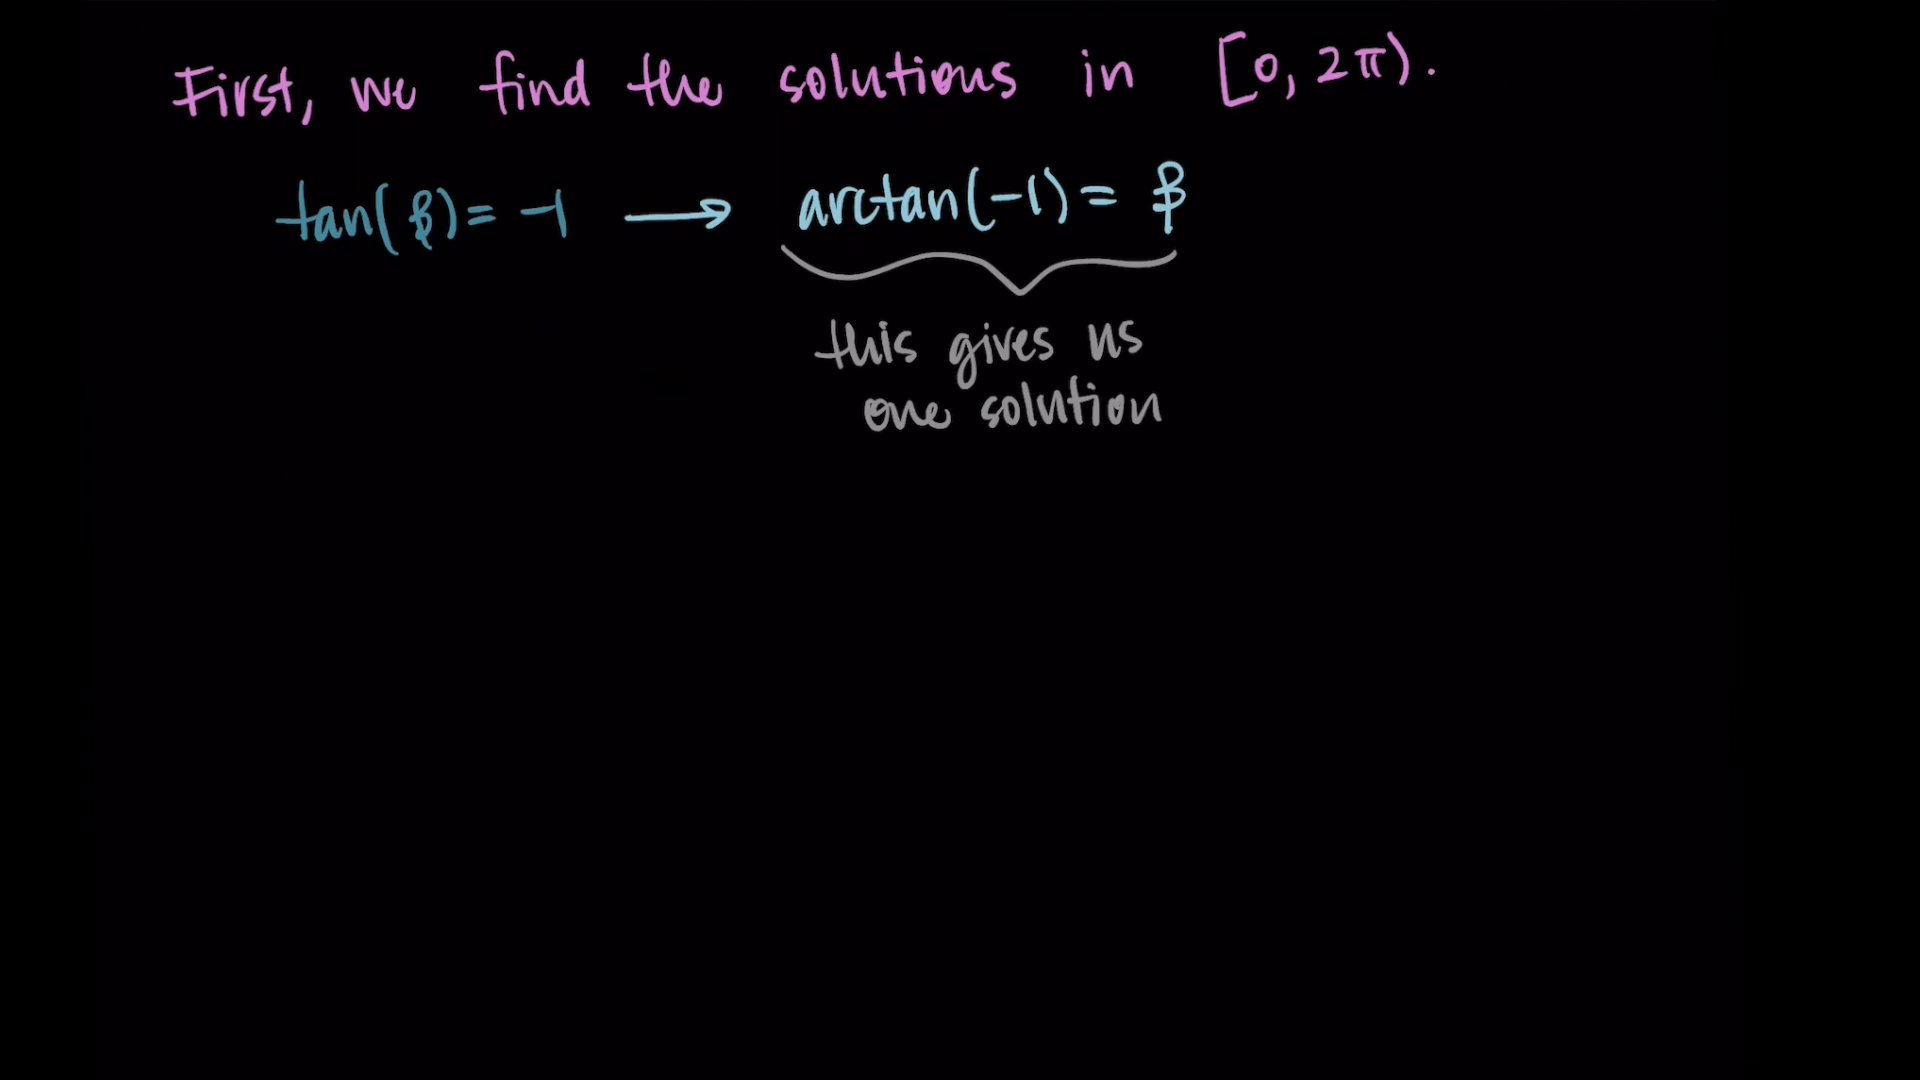 First, we find the solutions in [0, 2π).
tan(β) = -1 → arctan(-1) = β
this gives us
one solution